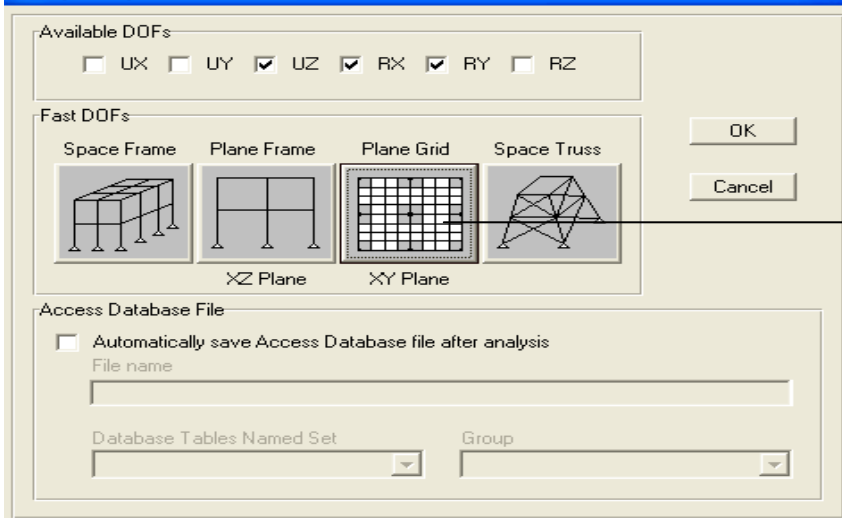 Available DOFs
UX UY UZ RX RY RZ
Fast DOFs
Space Frame Plane Frame Plane Grid Space Truss
XZ Plane XY Plane
OK
Cancel
Access Database File
Automatically save Access Database file after analysis
File name
Database Tables Named Set Group